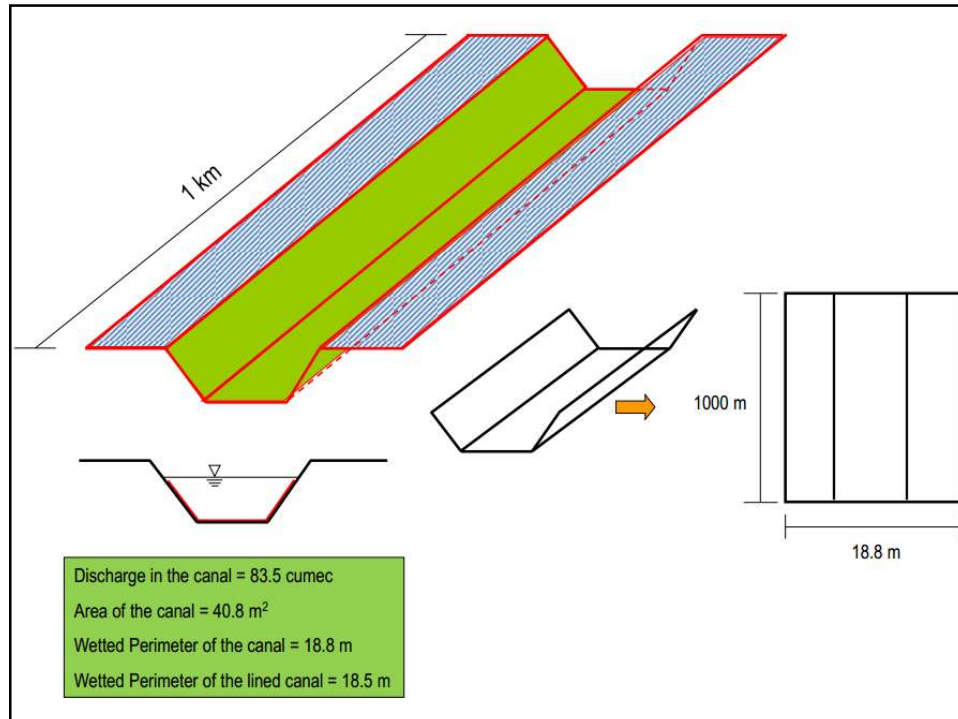 1 km
1000 m
18.8 m
Discharge in the canal = 83.5 cumec
Area of the canal = 40.8 m²
Wetted Perimeter of the canal = 18.8 m
Wetted Perimeter of the lined canal = 18.5 m